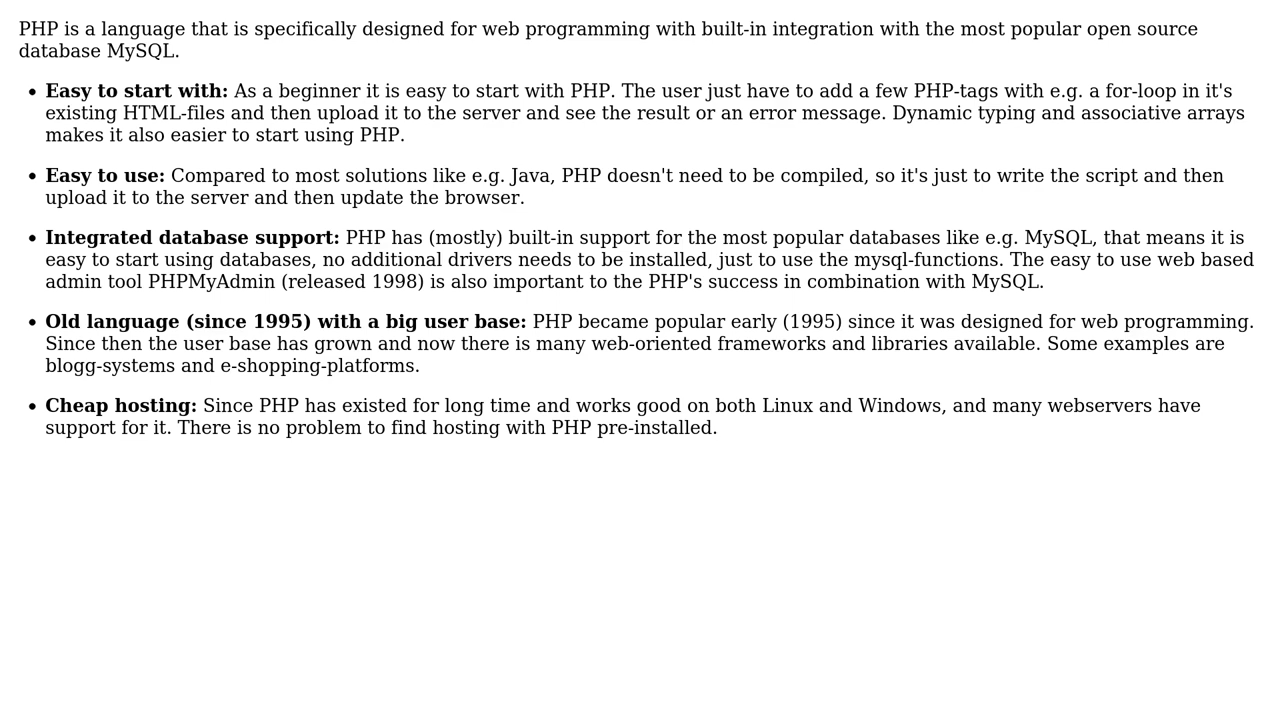 PHP is a language that is specifically designed for web programming with built-in integration with the most popular open source
database MySQL.
• Easy to start with: As a beginner it is easy to start with PHP. The user just have to add a few PHP-tags with e.g. a for-loop in it's
existing HTML-files and then upload it to the server and see the result or an error message. Dynamic typing and associative arrays
makes it also easier to start using PHP.
• Easy to use: Compared to most solutions like e.g. Java, PHP doesn't need to be compiled, so it's just to write the script and then
upload it to the server and then update the browser.
• Integrated database support: PHP has (mostly) built-in support for the most popular databases like e.g. MySQL, that means it is
easy to start using databases, no additional drivers needs to be installed, just to use the mysql-functions. The easy to use web based
admin tool PHPMyAdmin (released 1998) is also important to the PHP's success in combination with MySQL.
• Old language (since 1995) with a big user base: PHP became popular early (1995) since it was designed for web programming.
Since then the user base has grown and now there is many web-oriented frameworks and libraries available. Some examples are
blogg-systems and e-shopping-platforms.
• Cheap hosting: Since PHP has existed for long time and works good on both Linux and Windows, and many webservers have
support for it. There is no problem to find hosting with PHP pre-installed.